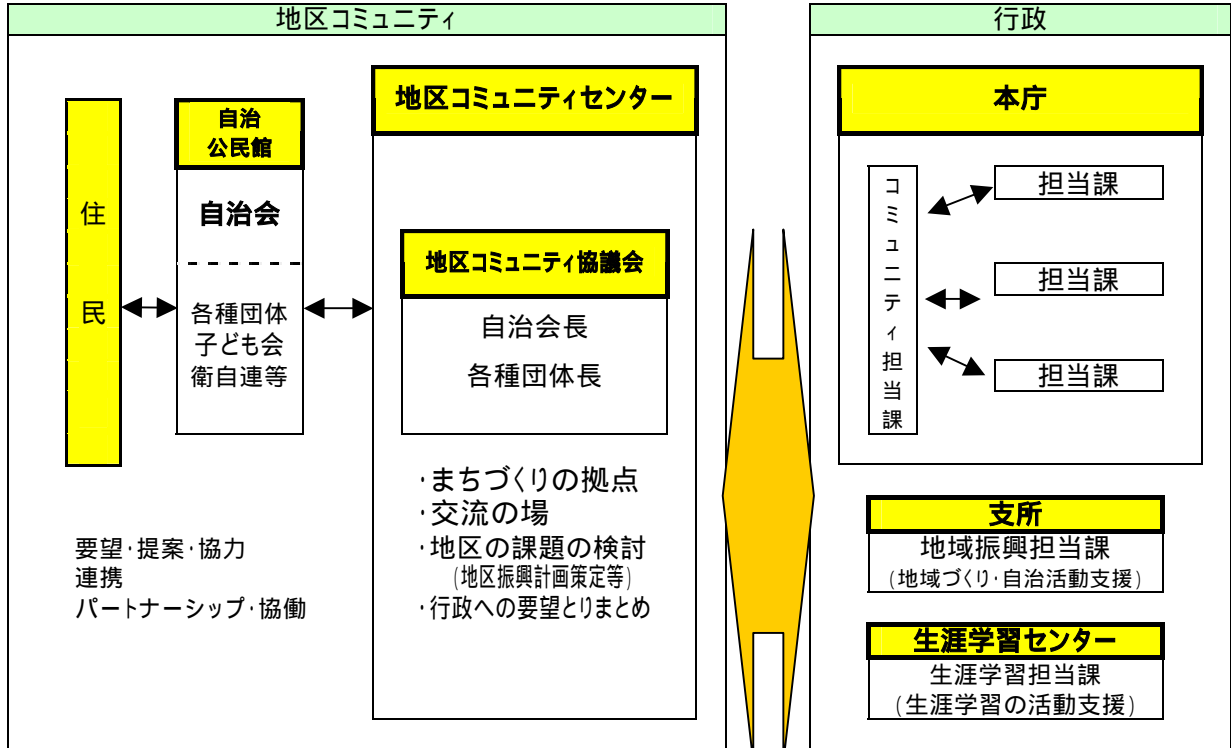 地区コミュニティ
住民
自治
公民館
自治会
各種団体
子ども会
衛自連等
要望・提案・協力
連携
パートナーシップ・協働
地区コミュニティセンター
地区コミュニティ協議会
自治会長
各種団体長
・まちづくりの拠点
・交流の場
・地区の課題の検討
(地区振興計画策定等)
・行政への要望とりまとめ
行政
本庁
コミュニティ担当課
担当課
担当課
担当課
支所
地域振興担当課
(地域づくり・自治活動支援)
生涯学習センター
生涯学習担当課
(生涯学習の活動支援)